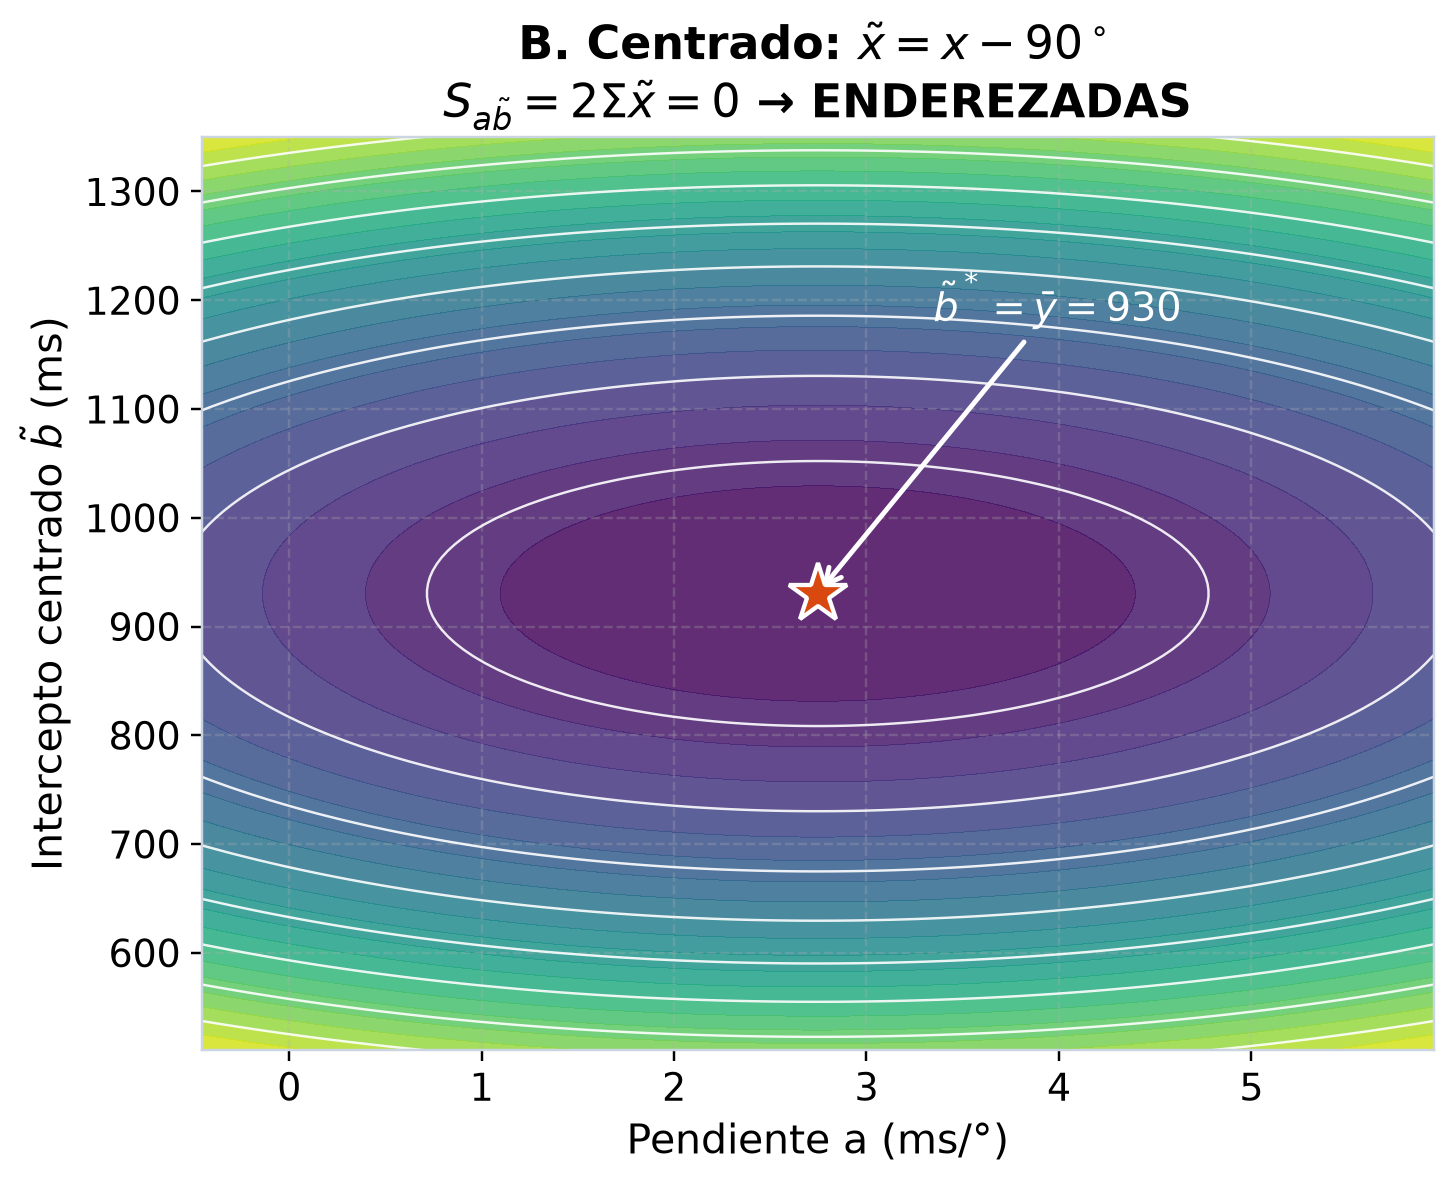 B. Centrado: x̃ = x − 90°
S_{ab̃} = 2Σx̃ = 0 → ENDEREZADAS
1300
1200
1100
1000
900
800
700
600
Intercepto centrado b̃ (ms)
b̃* = ȳ = 930
0 1 2 3 4 5
Pendiente a (ms/°)